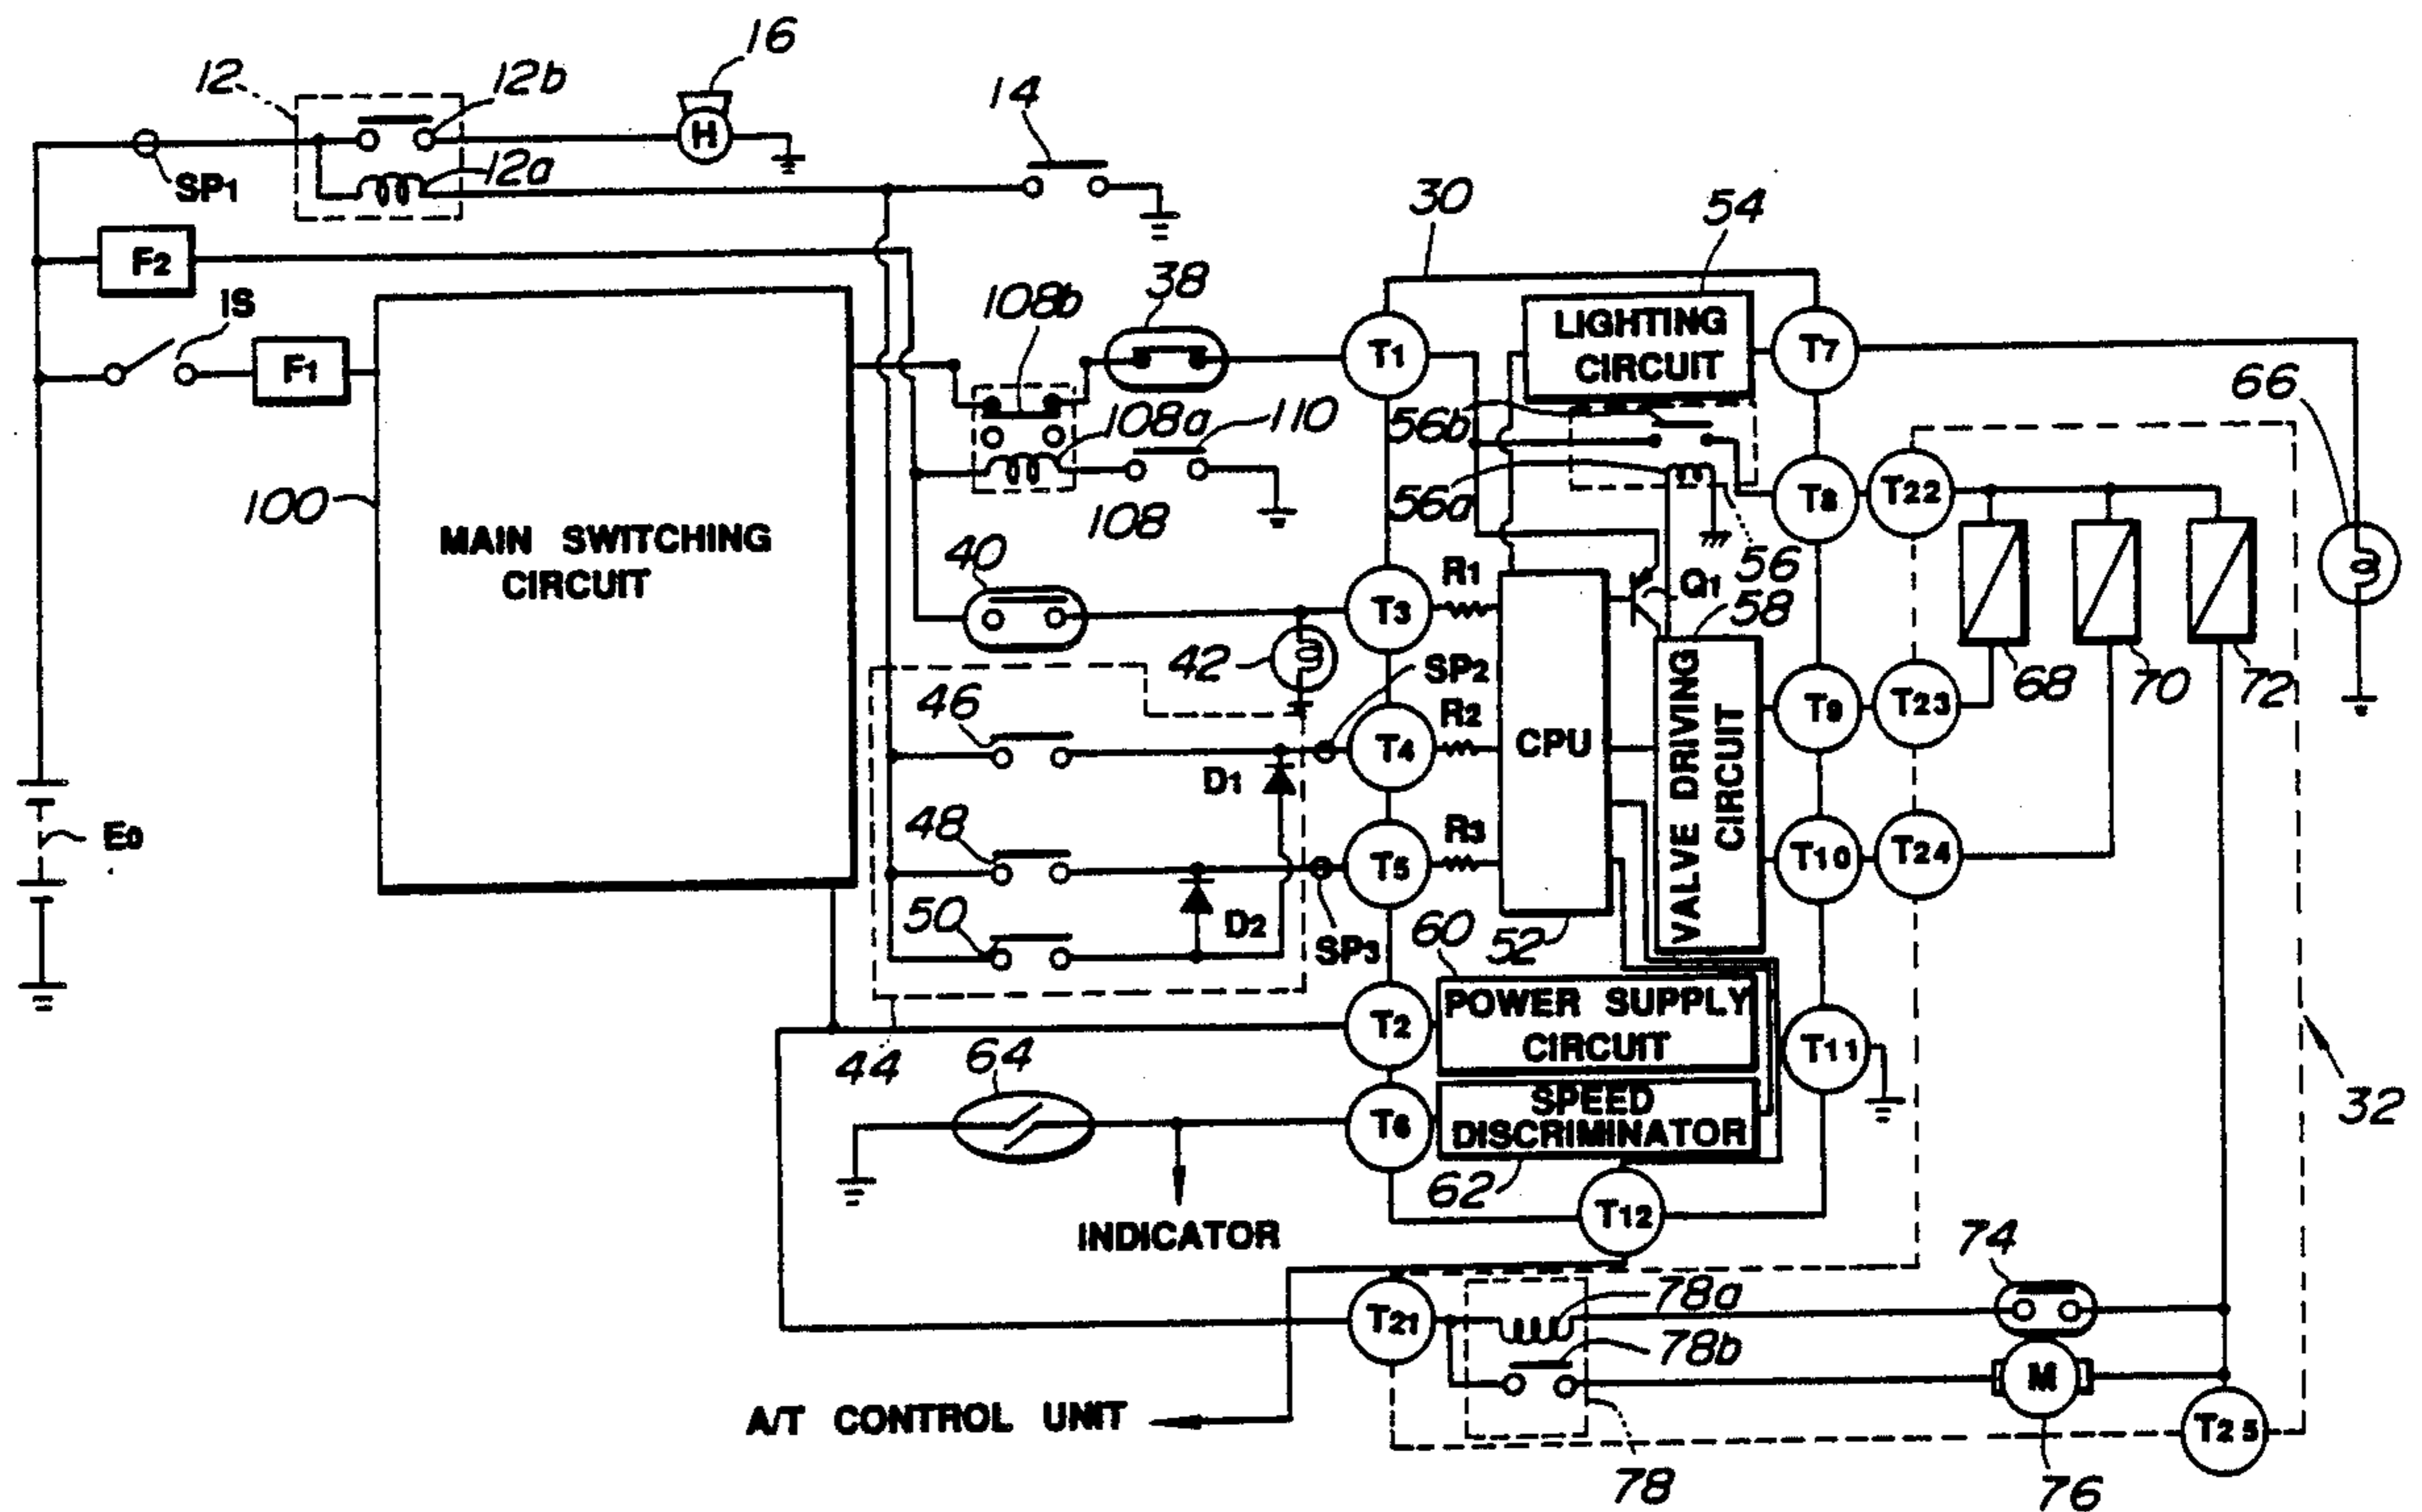 16
12
12b
14
H
12a
SP1
30
54
F2
38
IS
108b
LIGHTING
CIRCUIT
F1
T1
T7
66
108a
110
56b
56a
T8
T22
100
108
MAIN SWITCHING
CIRCUIT
40
R1
Q1
56
58
T3
42
SP2
68
70
72
46
R2
T4
CPU
VALVE DRIVING
CIRCUIT
T9
T23
D1
E0
48
R3
T5
T10
T24
50
D2
SP3
60
52
POWER SUPPLY
CIRCUIT
T2
T11
44
64
32
SPEED
DISCRIMINATOR
T6
62
T12
INDICATOR
74
78a
T21
78b
M
A/T CONTROL UNIT
T25
78
76